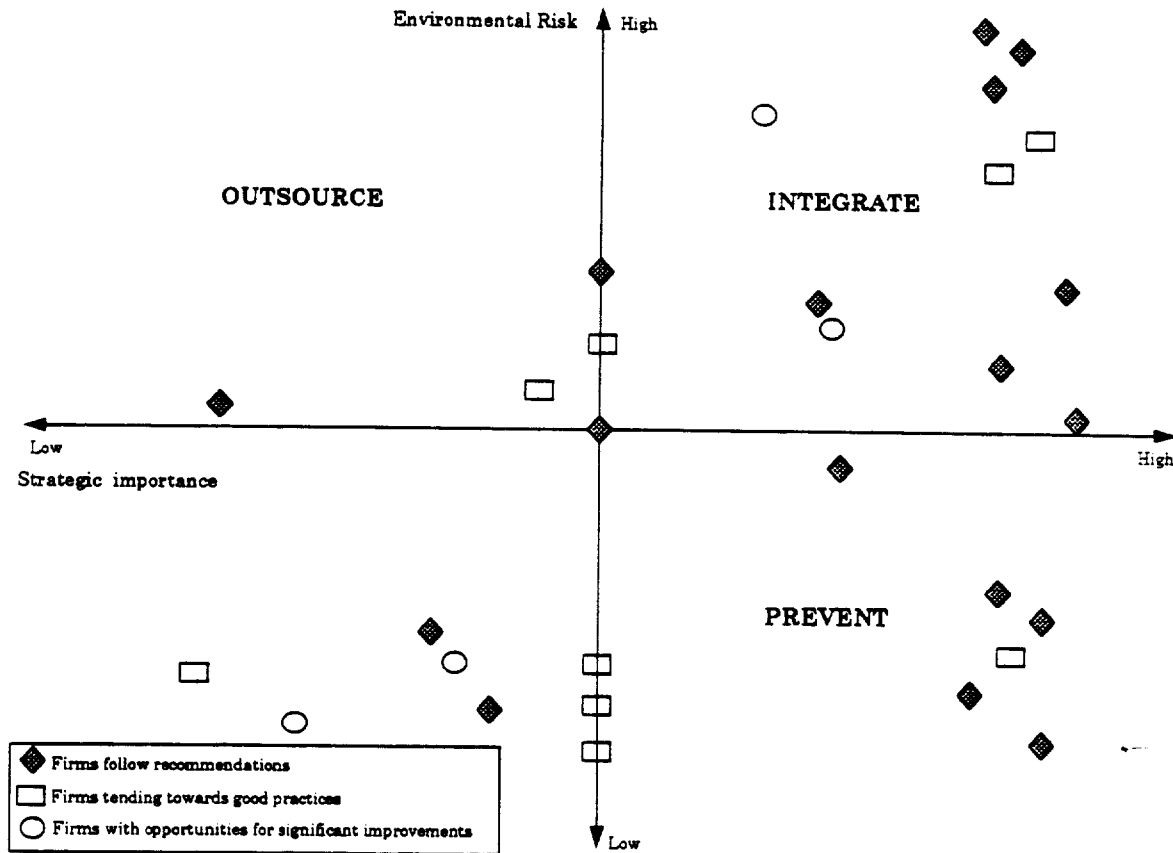 Environmental Risk
High
OUTSOURCE
INTEGRATE
Low
High
Strategic importance
PREVENT
Firms follow recommendations
Firms tending towards good practices
Firms with opportunities for significant improvements
Low